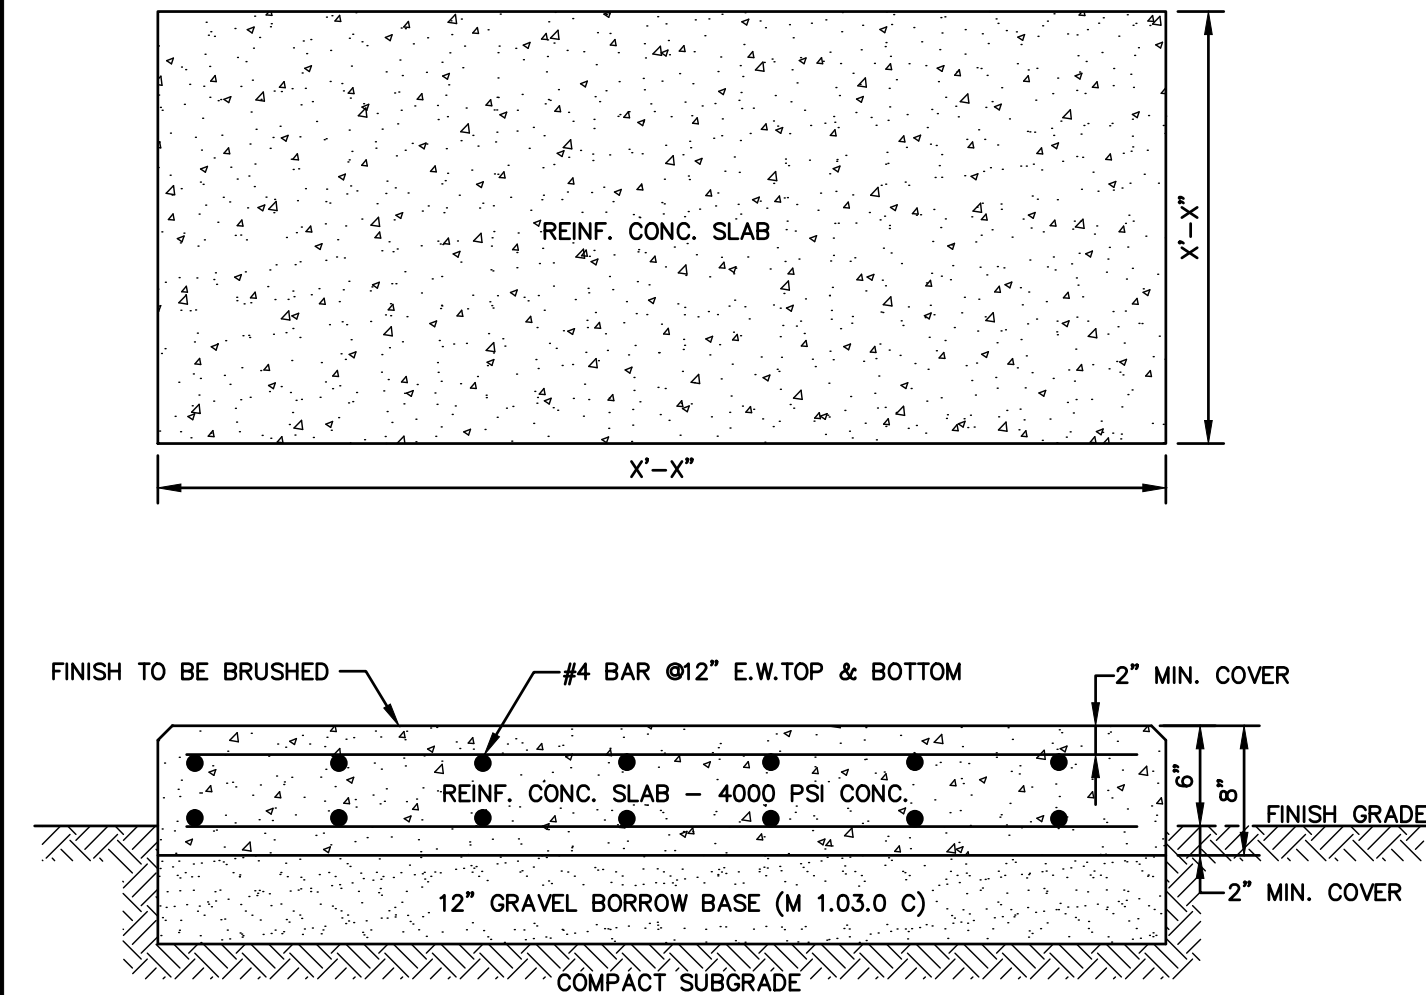 REINF. CONC. SLAB
X'-X"
X'-X"
FINISH TO BE BRUSHED
#4 BAR @12" E.W.TOP & BOTTOM
2" MIN. COVER
6"
8"
REINF. CONC. SLAB - 4000 PSI CONC.
FINISH GRADE
2" MIN. COVER
12" GRAVEL BORROW BASE (M 1.03.0 C)
COMPACT SUBGRADE